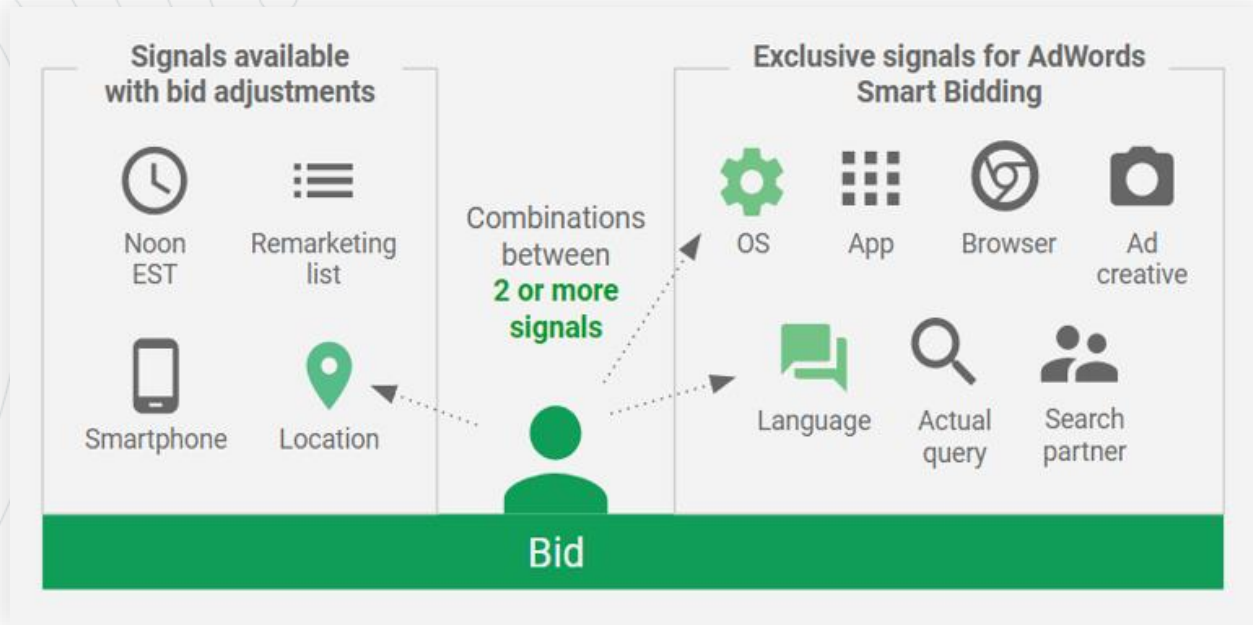 Signals available
with bid adjustments
Noon
EST
Remarketing
list
Smartphone
Location
Combinations
between
2 or more
signals
Exclusive signals for AdWords
Smart Bidding
OS
App
Browser
Ad
creative
Language
Actual
query
Search
partner
Bid